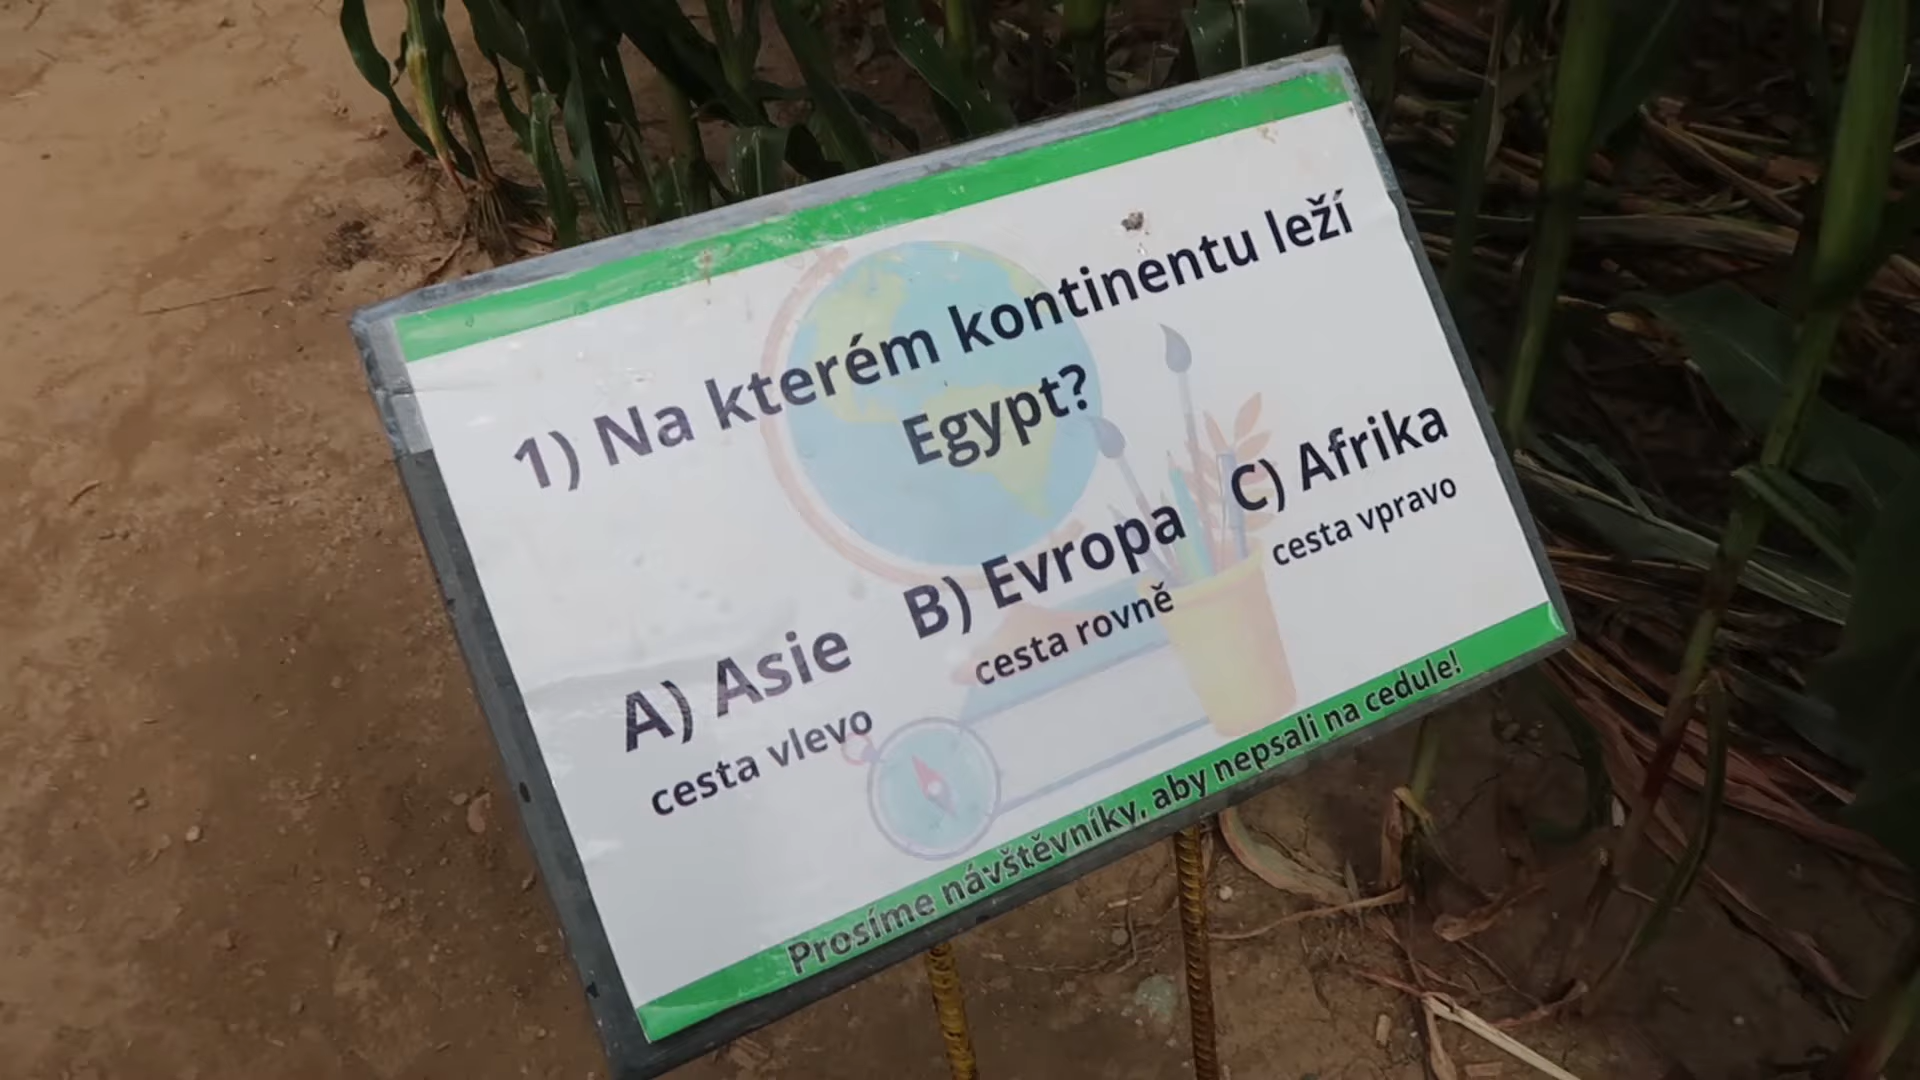 1) Na kterém kontinentu leží
Egypt?
A) Asie
cesta vlevo
B) Evropa
cesta rovně
C) Afrika
cesta vpravo
Prosíme návštěvníky, aby nepsali na cedule!